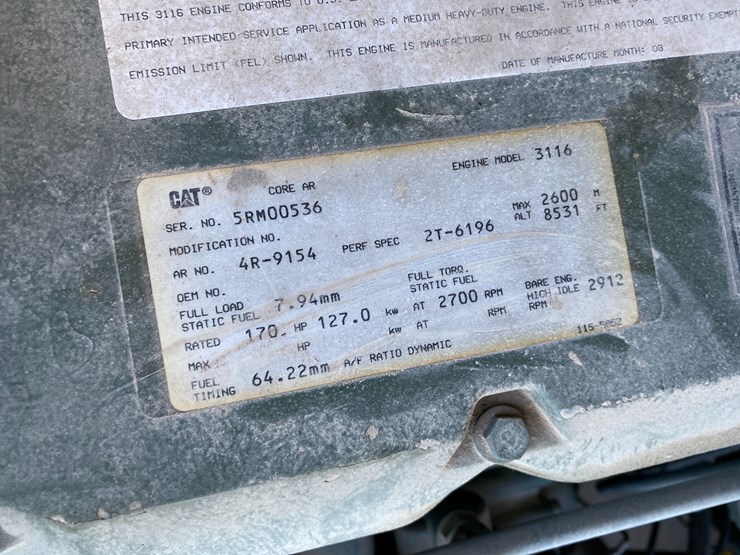 THIS 3116 ENGINE CONFORMS TO U.S.
PRIMARY INTENDED SERVICE APPLICATION AS A MEDIUM HEAVY-DUTY ENGINE. THIS ENGINE
EMISSION LIMIT (FEL) SHOWN. THIS ENGINE IS MANUFACTURED IN ACCORDANCE WITH A NATIONAL SECURITY EXEMPT
DATE OF MANUFACTURE MONTH: 08
CAT® CORE AR ENGINE MODEL 3116
SER. NO. 5RM00536
MODIFICATION NO. MAX ALT 2600 M 8531 FT
AR NO. 4R-9154 PERF SPEC 2T-6196
OEM NO.
FULL LOAD STATIC FUEL 7.94mm FULL TORQ. STATIC FUEL BARE ENG. HIGH IDLE RPM 2912
RATED 170. HP 127.0 kw AT 2700 RPM
MAX HP kw AT RPM
FUEL TIMING 64.22mm A/F RATIO DYNAMIC